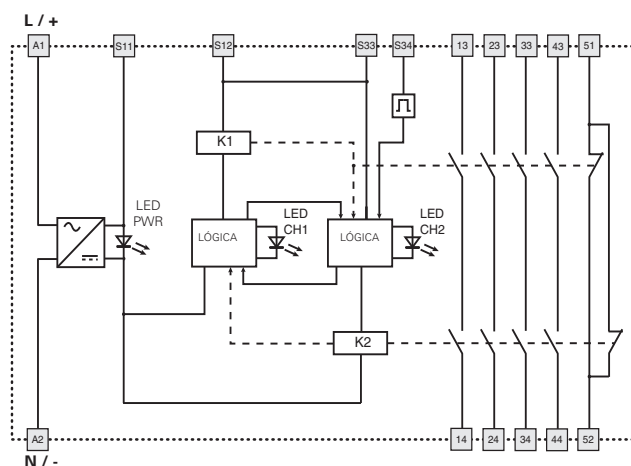 L / +
A1 S11 S12 S33 S34 13 23 33 43 51
K1
LED
PWR
LÓGICA
LED
CH1
LÓGICA
LED
CH2
K2
A2 14 24 34 44 52
N / -